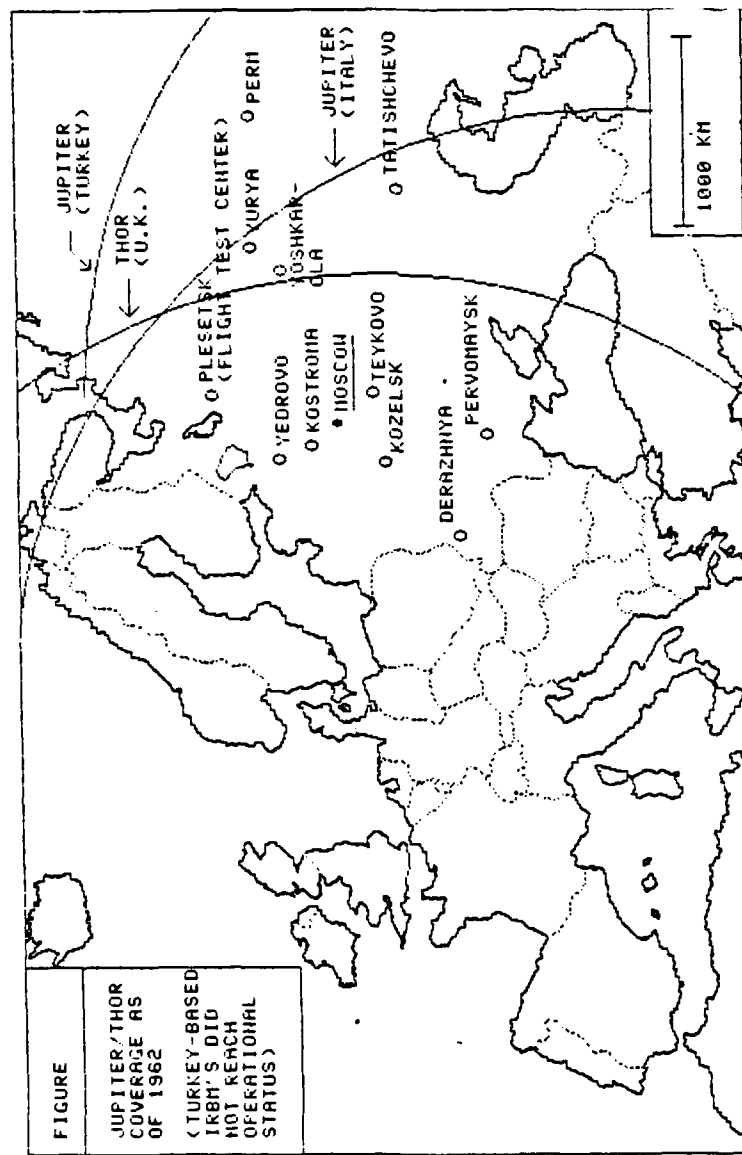 FIGURE
JUPITER/THOR
COVERAGE AS
OF 1962
(TURKEY-BASED
IRBM'S DID
NOT REACH
OPERATIONAL
STATUS)
JUPITER
(TURKEY)
THOR
(U.K.)
PLESETSK
(FLIGHT TEST CENTER)
YURYA
PERM
JUPITER
(ITALY)
YOSHKAR-
OLA
YEDROVO
KOSTROMA
*MOSCOW
TEYKOVO
KOZELSK
TATISHCHEVO
DERAZHNYA
PERVOMAYSK
1000 KM